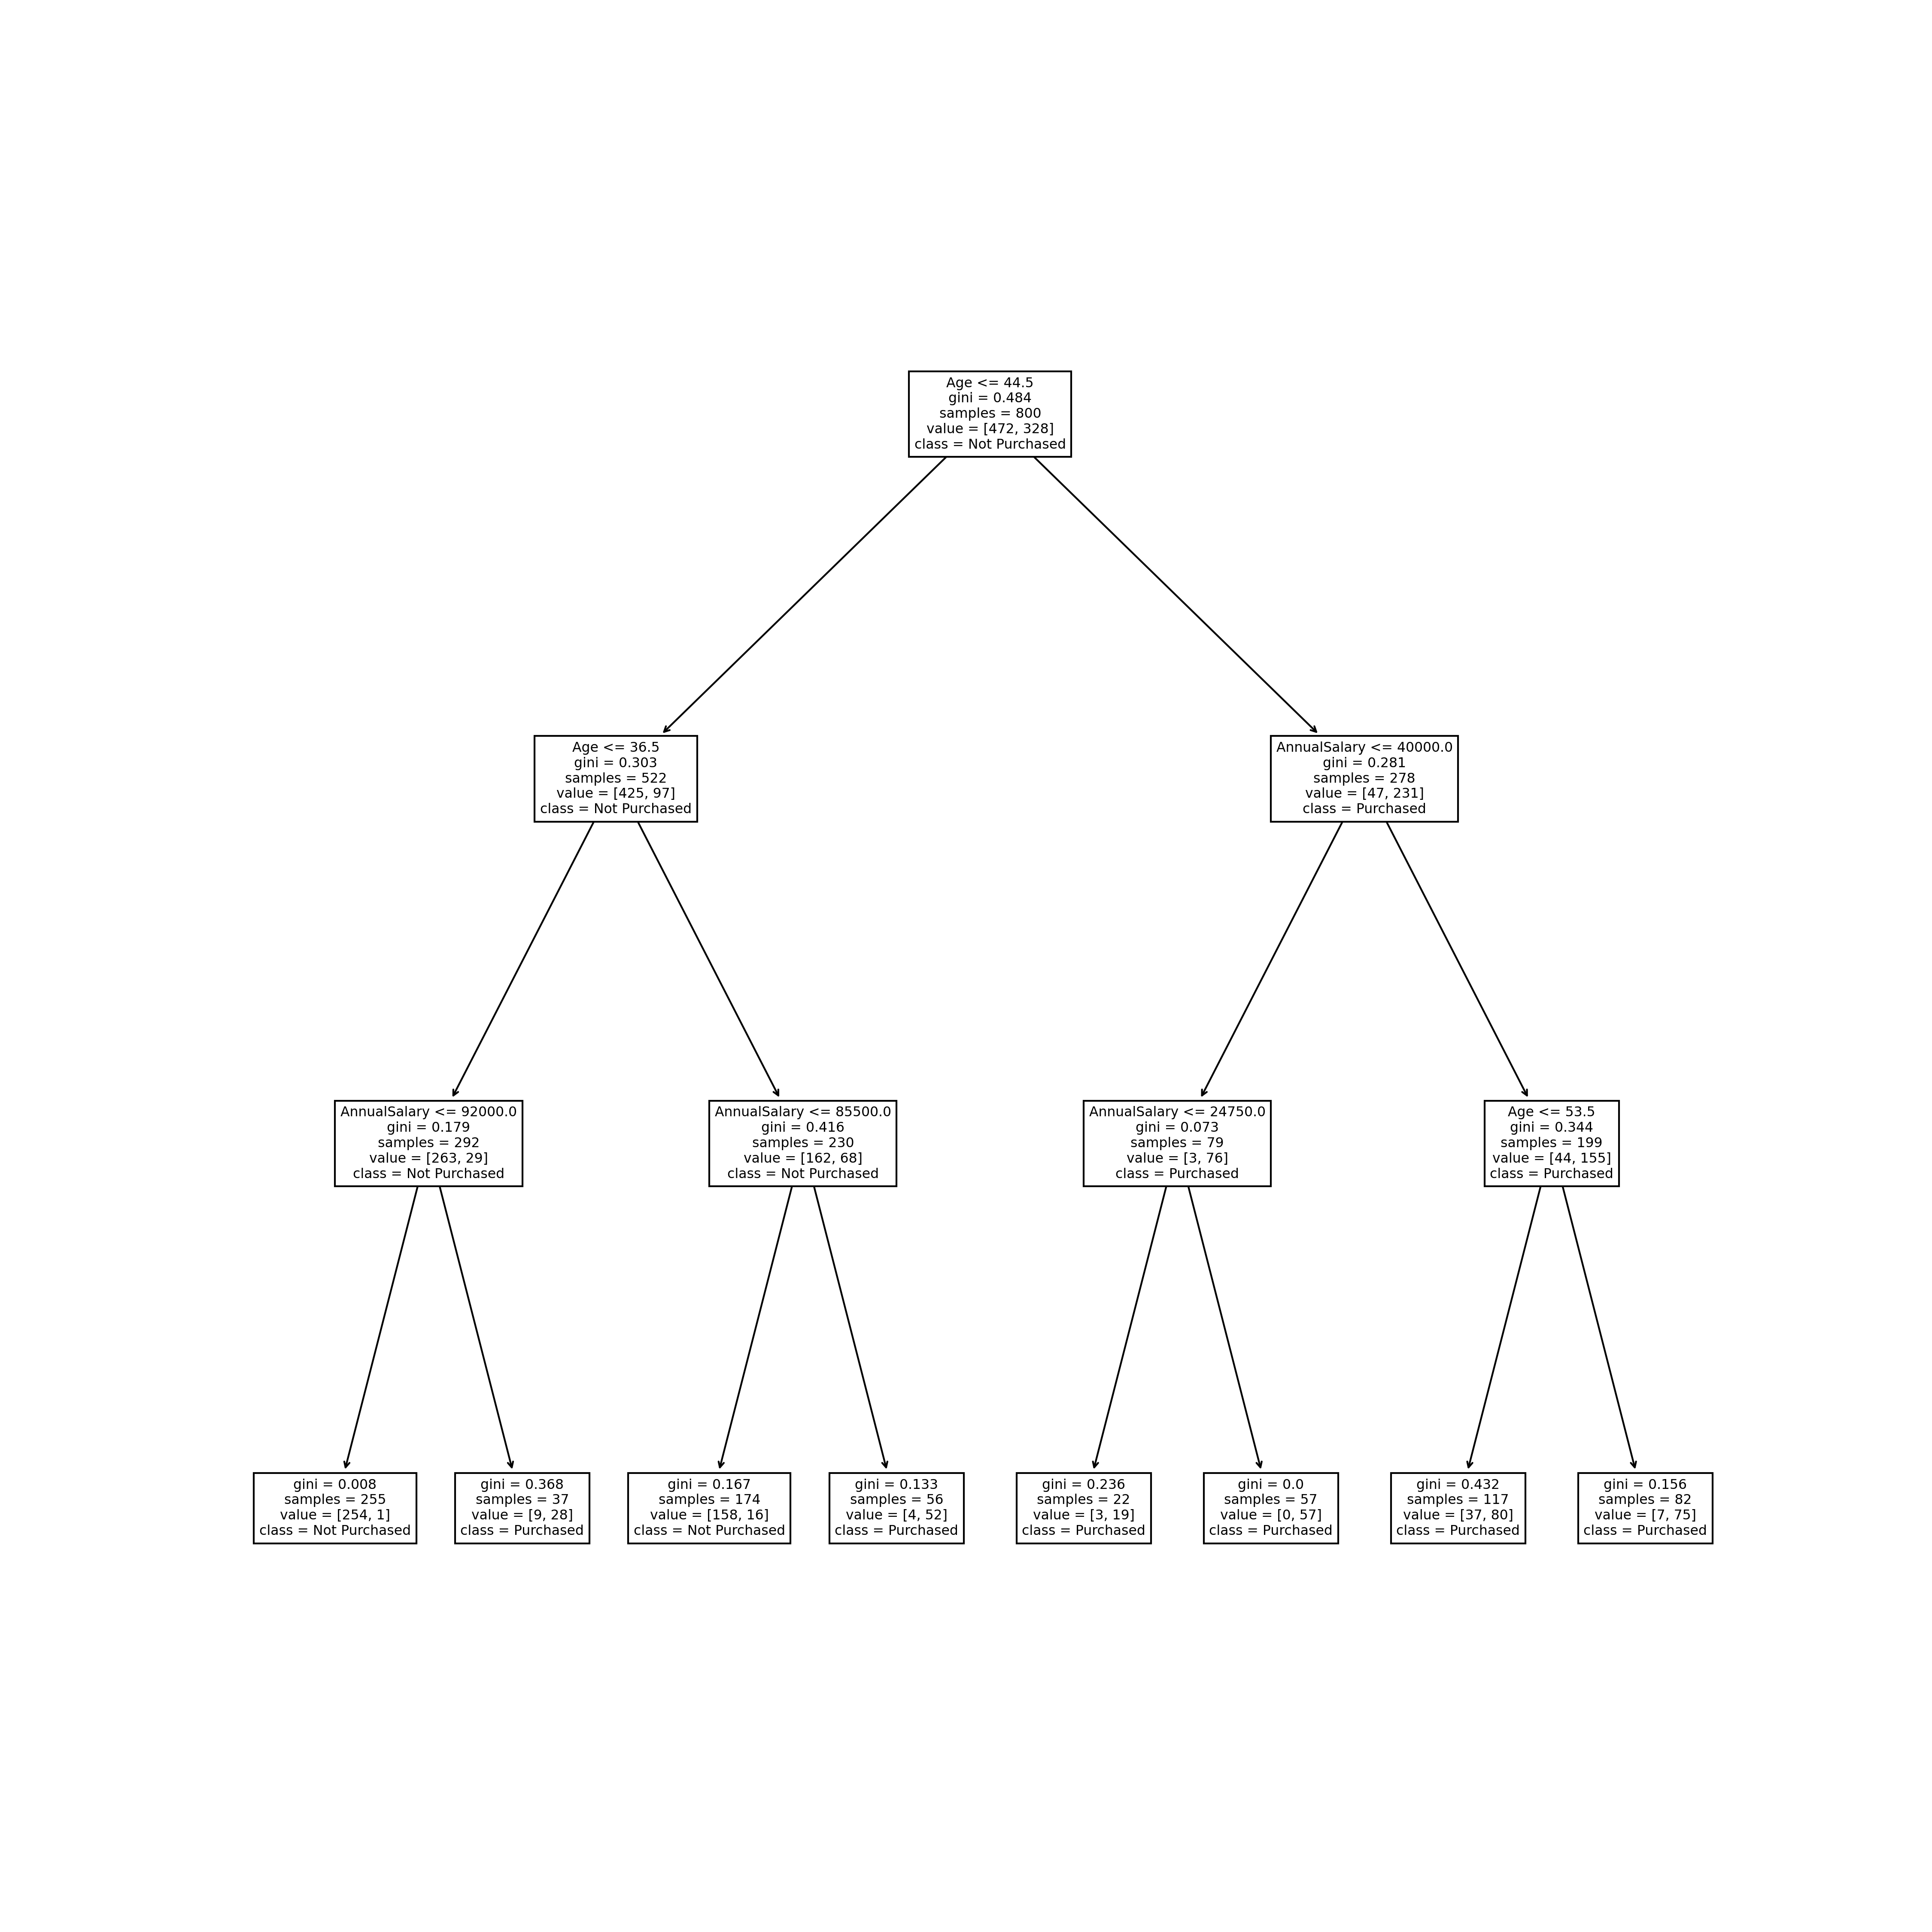 Age <= 44.5
gini = 0.484
samples = 800
value = [472, 328]
class = Not Purchased
Age <= 36.5
gini = 0.303
samples = 522
value = [425, 97]
class = Not Purchased
AnnualSalary <= 40000.0
gini = 0.281
samples = 278
value = [47, 231]
class = Purchased
AnnualSalary <= 92000.0
gini = 0.179
samples = 292
value = [263, 29]
class = Not Purchased
AnnualSalary <= 85500.0
gini = 0.416
samples = 230
value = [162, 68]
class = Not Purchased
AnnualSalary <= 24750.0
gini = 0.073
samples = 79
value = [3, 76]
class = Purchased
Age <= 53.5
gini = 0.344
samples = 199
value = [44, 155]
class = Purchased
gini = 0.008
samples = 255
value = [254, 1]
class = Not Purchased
gini = 0.368
samples = 37
value = [9, 28]
class = Purchased
gini = 0.167
samples = 174
value = [158, 16]
class = Not Purchased
gini = 0.133
samples = 56
value = [4, 52]
class = Purchased
gini = 0.236
samples = 22
value = [3, 19]
class = Purchased
gini = 0.0
samples = 57
value = [0, 57]
class = Purchased
gini = 0.432
samples = 117
value = [37, 80]
class = Purchased
gini = 0.156
samples = 82
value = [7, 75]
class = Purchased